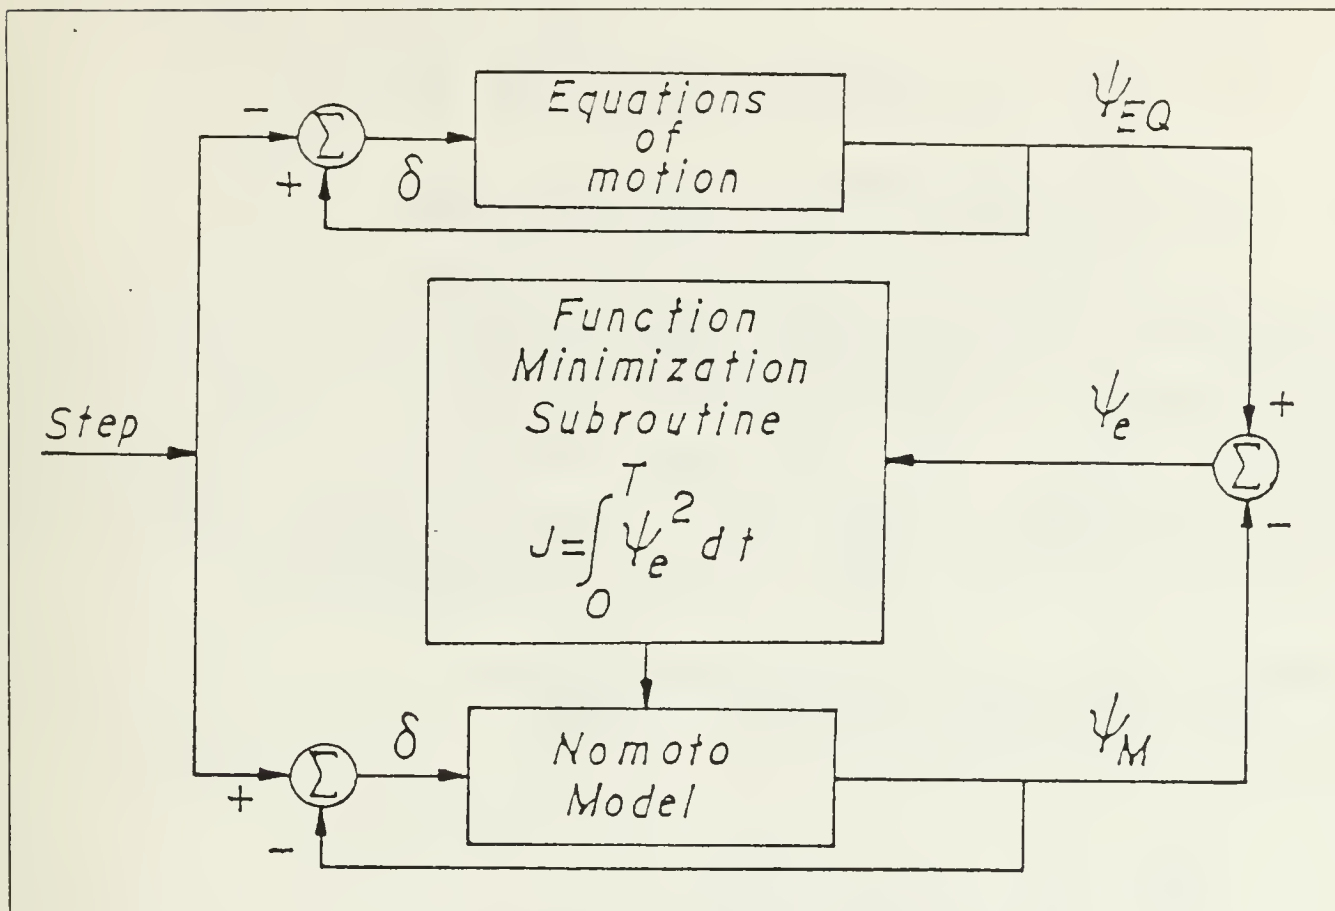 Equations
of
motion
Ψ_EQ
-
Σ
+
δ
Function
Minimization
Subroutine
J=∫_0^T Ψ_e^2 dt
Step
Ψ_e
+
Σ
-
δ
Nomoto
Model
Ψ_M
Σ
+
-